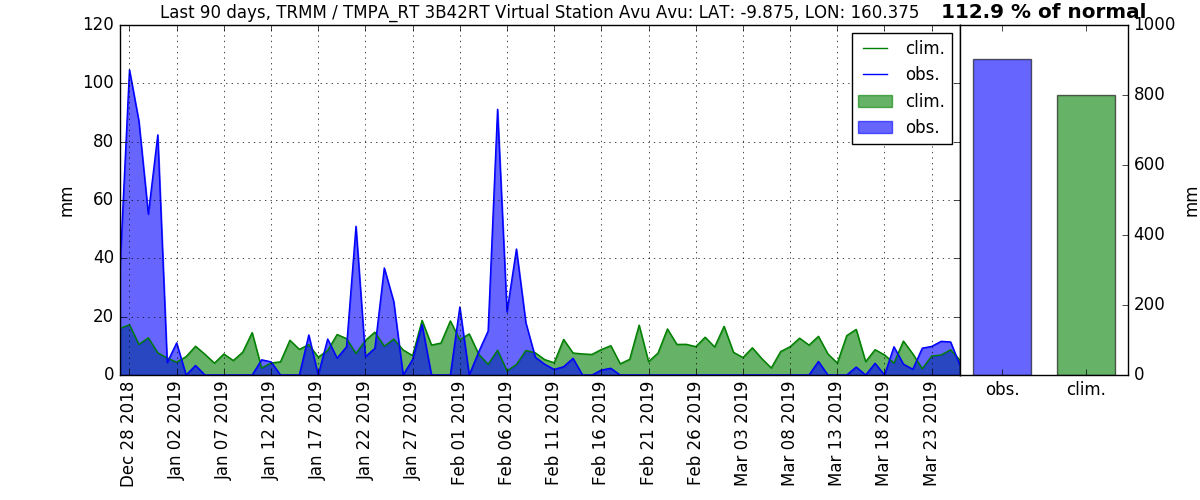 Last 90 days, TRMM / TMPA_RT 3B42RT Virtual Station Avu Avu: LAT: -9.875, LON: 160.375
112.9 % of normal
mm
120
100
80
60
40
20
0
clim.
obs.
clim.
obs.
Dec 28 2018
Jan 02 2019
Jan 07 2019
Jan 12 2019
Jan 17 2019
Jan 22 2019
Jan 27 2019
Feb 01 2019
Feb 06 2019
Feb 11 2019
Feb 16 2019
Feb 21 2019
Feb 26 2019
Mar 03 2019
Mar 08 2019
Mar 13 2019
Mar 18 2019
Mar 23 2019
1000
800
600
400
200
0
mm
obs.
clim.